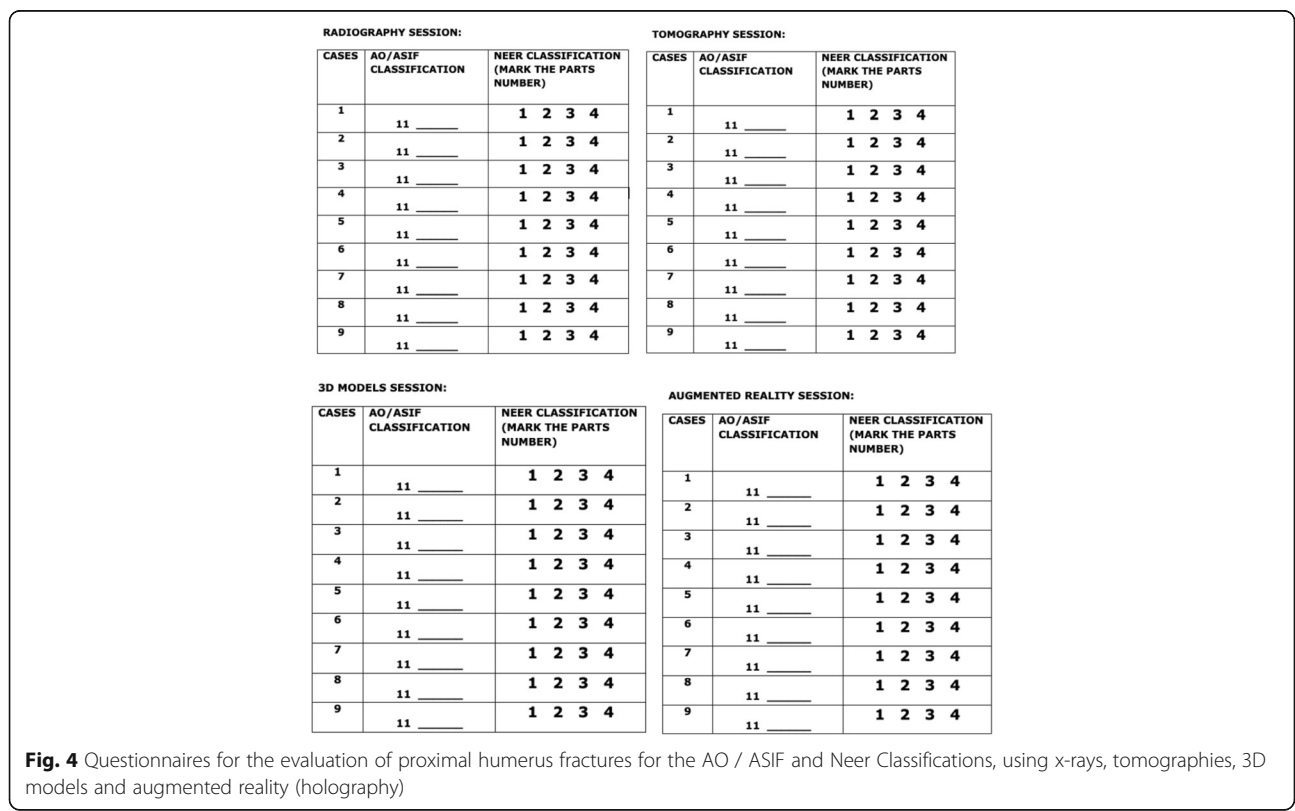 RADIOGRAPHY SESSION:
CASES AO/ASIF CLASSIFICATION NEER CLASSIFICATION (MARK THE PARTS NUMBER)
1 11 ______ 1 2 3 4
2 11 ______ 1 2 3 4
3 11 ______ 1 2 3 4
4 11 ______ 1 2 3 4
5 11 ______ 1 2 3 4
6 11 ______ 1 2 3 4
7 11 ______ 1 2 3 4
8 11 ______ 1 2 3 4
9 11 ______ 1 2 3 4
TOMOGRAPHY SESSION:
CASES AO/ASIF CLASSIFICATION NEER CLASSIFICATION (MARK THE PARTS NUMBER)
1 11 ______ 1 2 3 4
2 11 ______ 1 2 3 4
3 11 ______ 1 2 3 4
4 11 ______ 1 2 3 4
5 11 ______ 1 2 3 4
6 11 ______ 1 2 3 4
7 11 ______ 1 2 3 4
8 11 ______ 1 2 3 4
9 11 ______ 1 2 3 4
3D MODELS SESSION:
CASES AO/ASIF CLASSIFICATION NEER CLASSIFICATION (MARK THE PARTS NUMBER)
1 11 ______ 1 2 3 4
2 11 ______ 1 2 3 4
3 11 ______ 1 2 3 4
4 11 ______ 1 2 3 4
5 11 ______ 1 2 3 4
6 11 ______ 1 2 3 4
7 11 ______ 1 2 3 4
8 11 ______ 1 2 3 4
9 11 ______ 1 2 3 4
AUGMENTED REALITY SESSION:
CASES AO/ASIF CLASSIFICATION NEER CLASSIFICATION (MARK THE PARTS NUMBER)
1 11 ______ 1 2 3 4
2 11 ______ 1 2 3 4
3 11 ______ 1 2 3 4
4 11 ______ 1 2 3 4
5 11 ______ 1 2 3 4
6 11 ______ 1 2 3 4
7 11 ______ 1 2 3 4
8 11 ______ 1 2 3 4
9 11 ______ 1 2 3 4
Fig. 4 Questionnaires for the evaluation of proximal humerus fractures for the AO / ASIF and Neer Classifications, using x-rays, tomographies, 3D
models and augmented reality (holography)